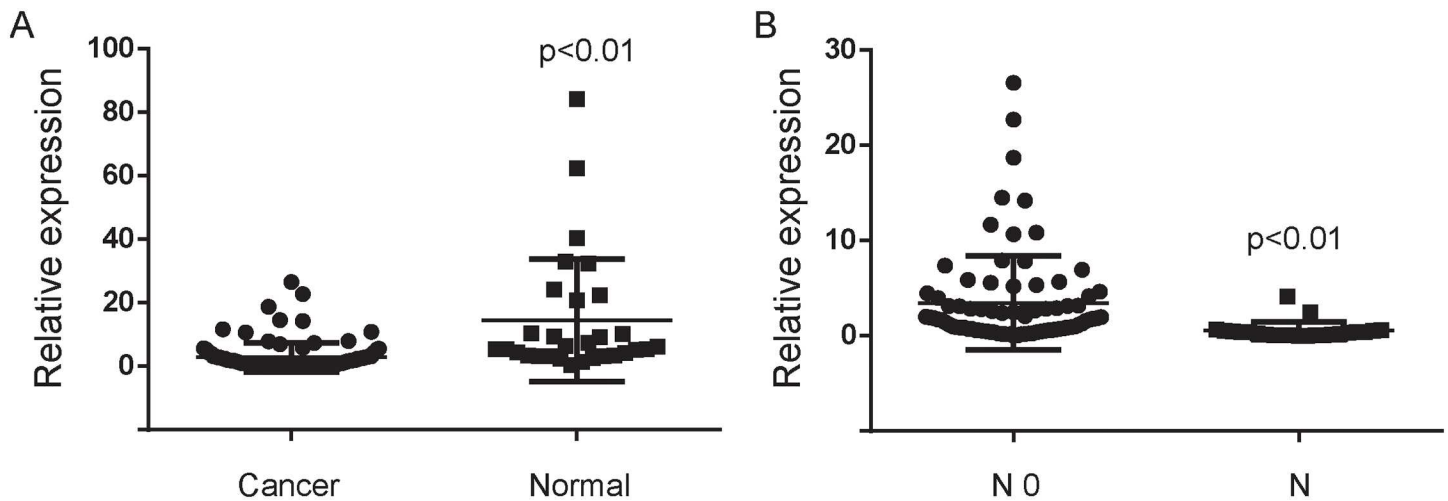 A
Relative expression
100
80
60
40
20
0
p<0.01
Cancer
Normal
B
Relative expression
30
20
10
0
p<0.01
N 0
N